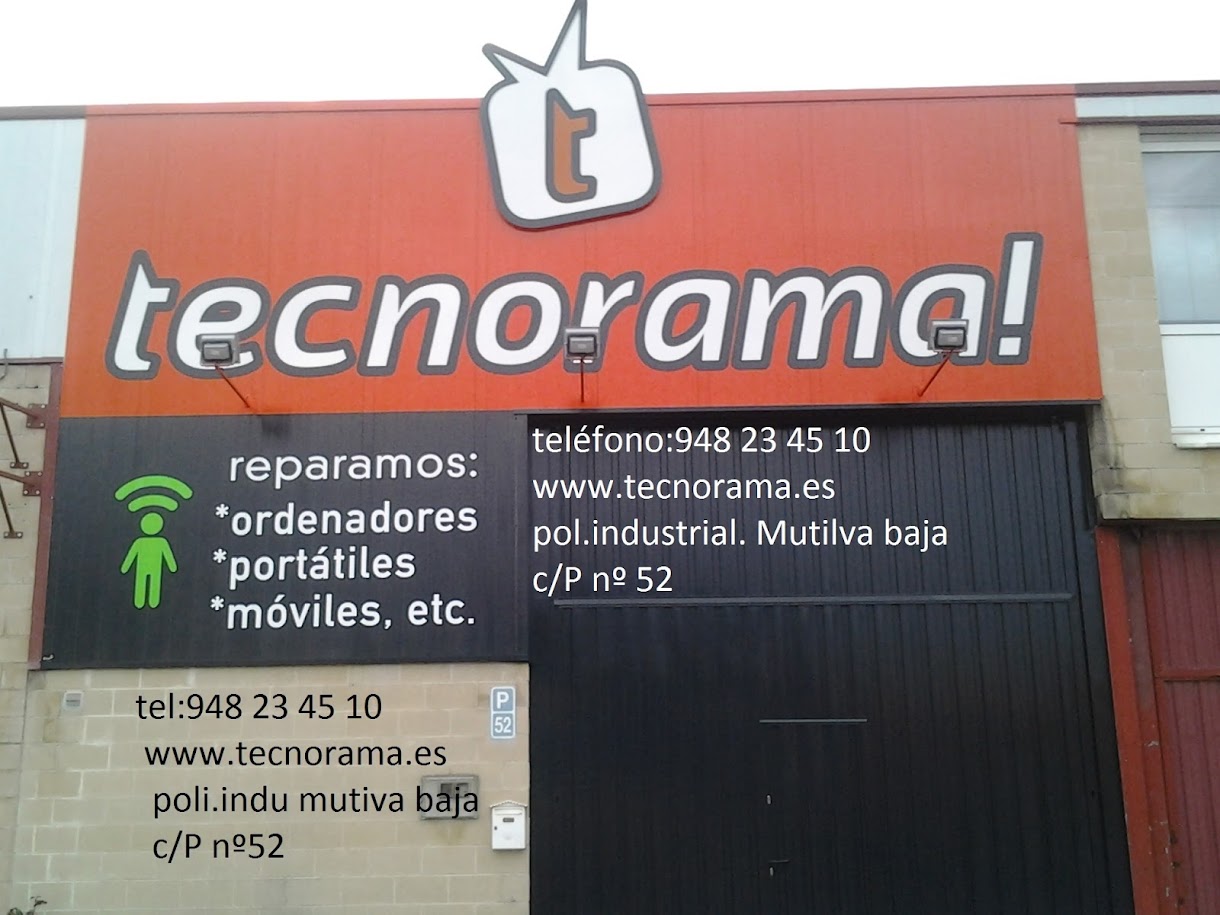 t
tecnorama!
reparamos:
*ordenadores
*portátiles
*móviles, etc.
teléfono:948 23 45 10
www.tecnorama.es
pol.industrial. Mutilva baja
c/P nº 52
P
52
tel:948 23 45 10
www.tecnorama.es
poli.indu mutiva baja
c/P nº52